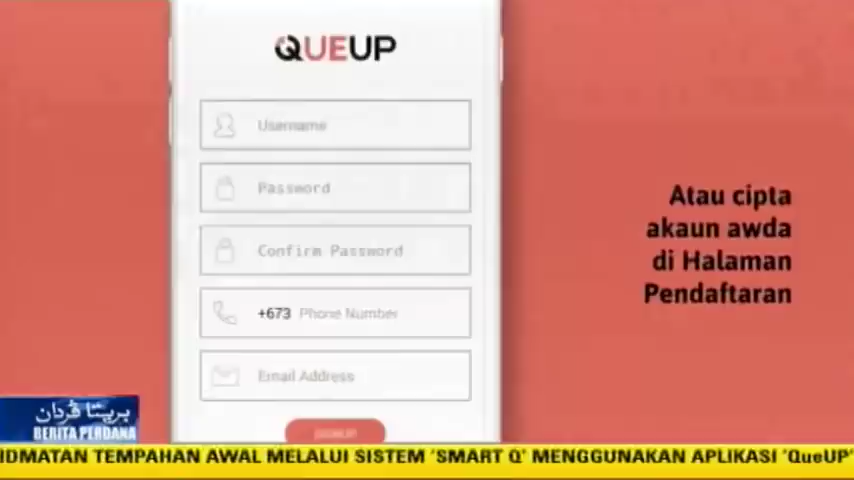 QUEUP
Username
Password
Confirm Password
+673 Phone Number
Email Address
Atau cipta
akaun awda
di Halaman
Pendaftaran
بريتا ڤردان
BERITA PERDANA
IDMATAN TEMPAHAN AWAL MELALUI SISTEM 'SMART Q' MENGGUNAKAN APLIKASI 'QueUP'